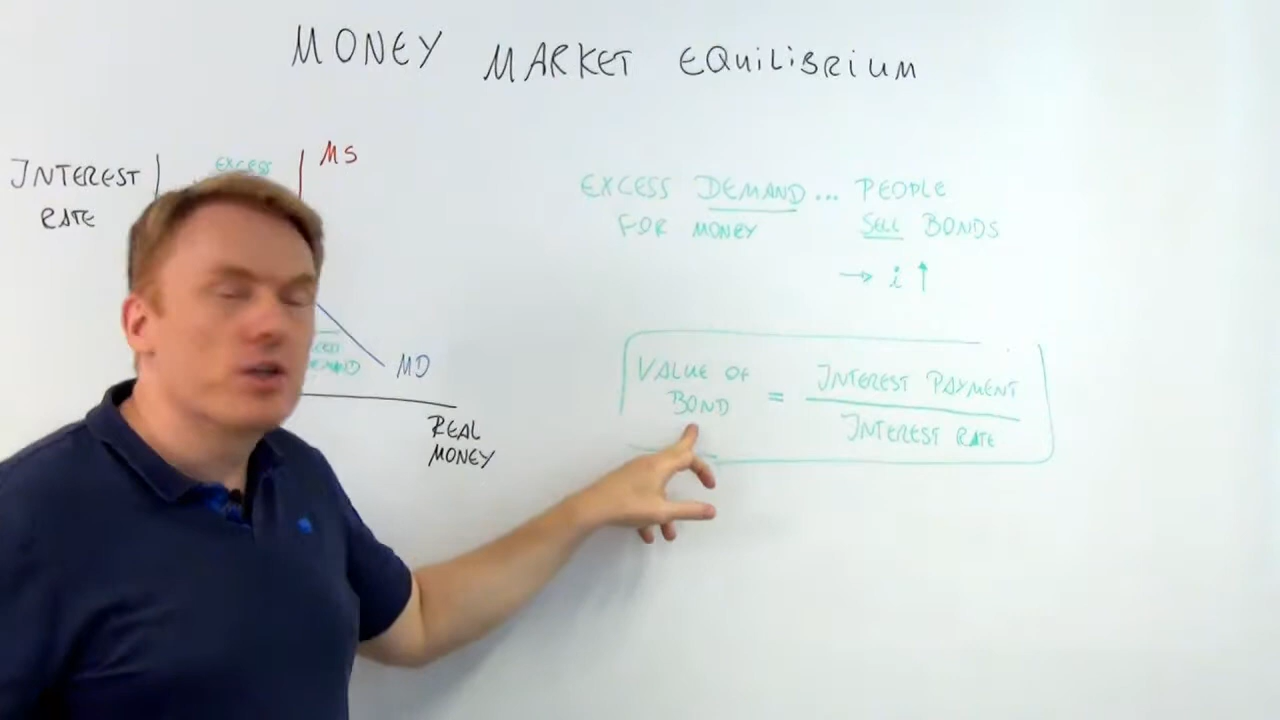 MONEY MARKET EQUILIBRIUM
INTEREST
RATE
EXCESS
MS
MD
REAL
MONEY
EXCESS DEMAND ... PEOPLE
FOR MONEY SELL BONDS
→ i ↑
VALUE OF
BOND
=
INTEREST PAYMENT
INTEREST RATE